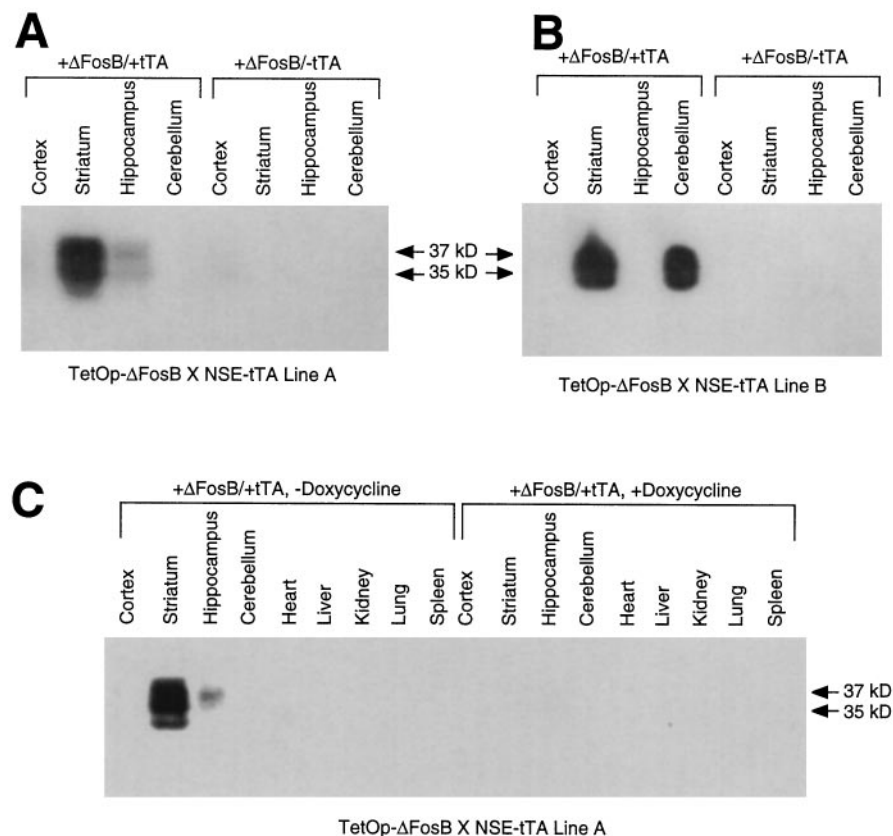 A
+ΔFosB/+tTA
+ΔFosB/-tTA
Cortex
Striatum
Hippocampus
Cerebellum
Cortex
Striatum
Hippocampus
Cerebellum
37 kD
35 kD
TetOp-ΔFosB X NSE-tTA Line A
B
+ΔFosB/+tTA
+ΔFosB/-tTA
Cortex
Striatum
Hippocampus
Cerebellum
Cortex
Striatum
Hippocampus
Cerebellum
TetOp-ΔFosB X NSE-tTA Line B
C
+ΔFosB/+tTA, -Doxycycline
+ΔFosB/+tTA, +Doxycycline
Cortex
Striatum
Hippocampus
Cerebellum
Heart
Liver
Kidney
Lung
Spleen
Cortex
Striatum
Hippocampus
Cerebellum
Heart
Liver
Kidney
Lung
Spleen
37 kD
35 kD
TetOp-ΔFosB X NSE-tTA Line A